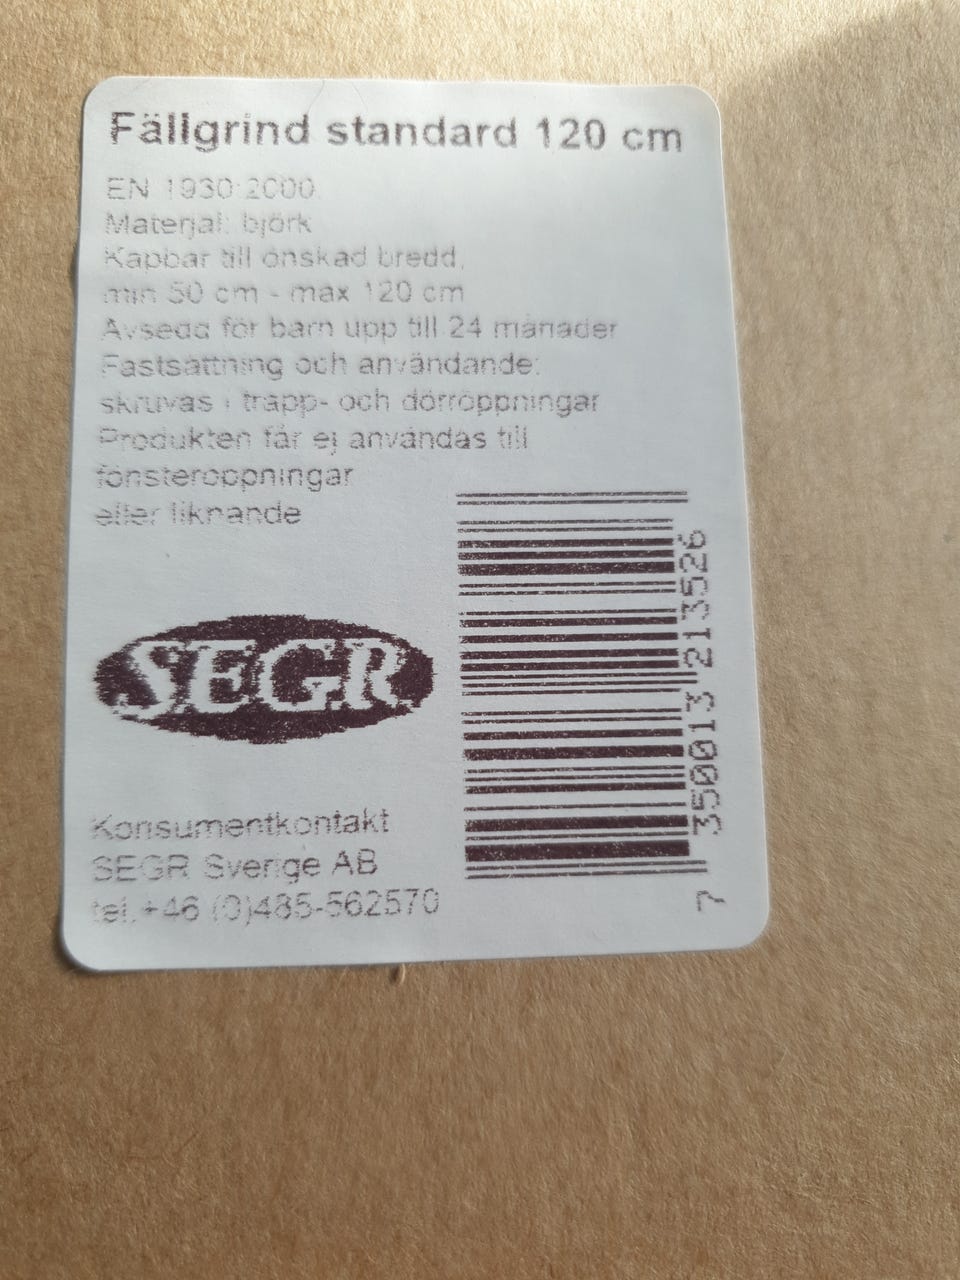 Fällgrind standard 120 cm
EN 1930:2000
Material: björk
Kapbar till önskad bredd,
min 50 cm - max 120 cm
Avsedd för barn upp till 24 månader
Fastsättning och användande:
skruvas i trapp- och dörröppningar
Produkten får ej användas till
fönsteröppningar
eller liknande
SEGR
Konsumentkontakt
SEGR Sverige AB
tel.+46 (0)485-562570
7 350013 213526